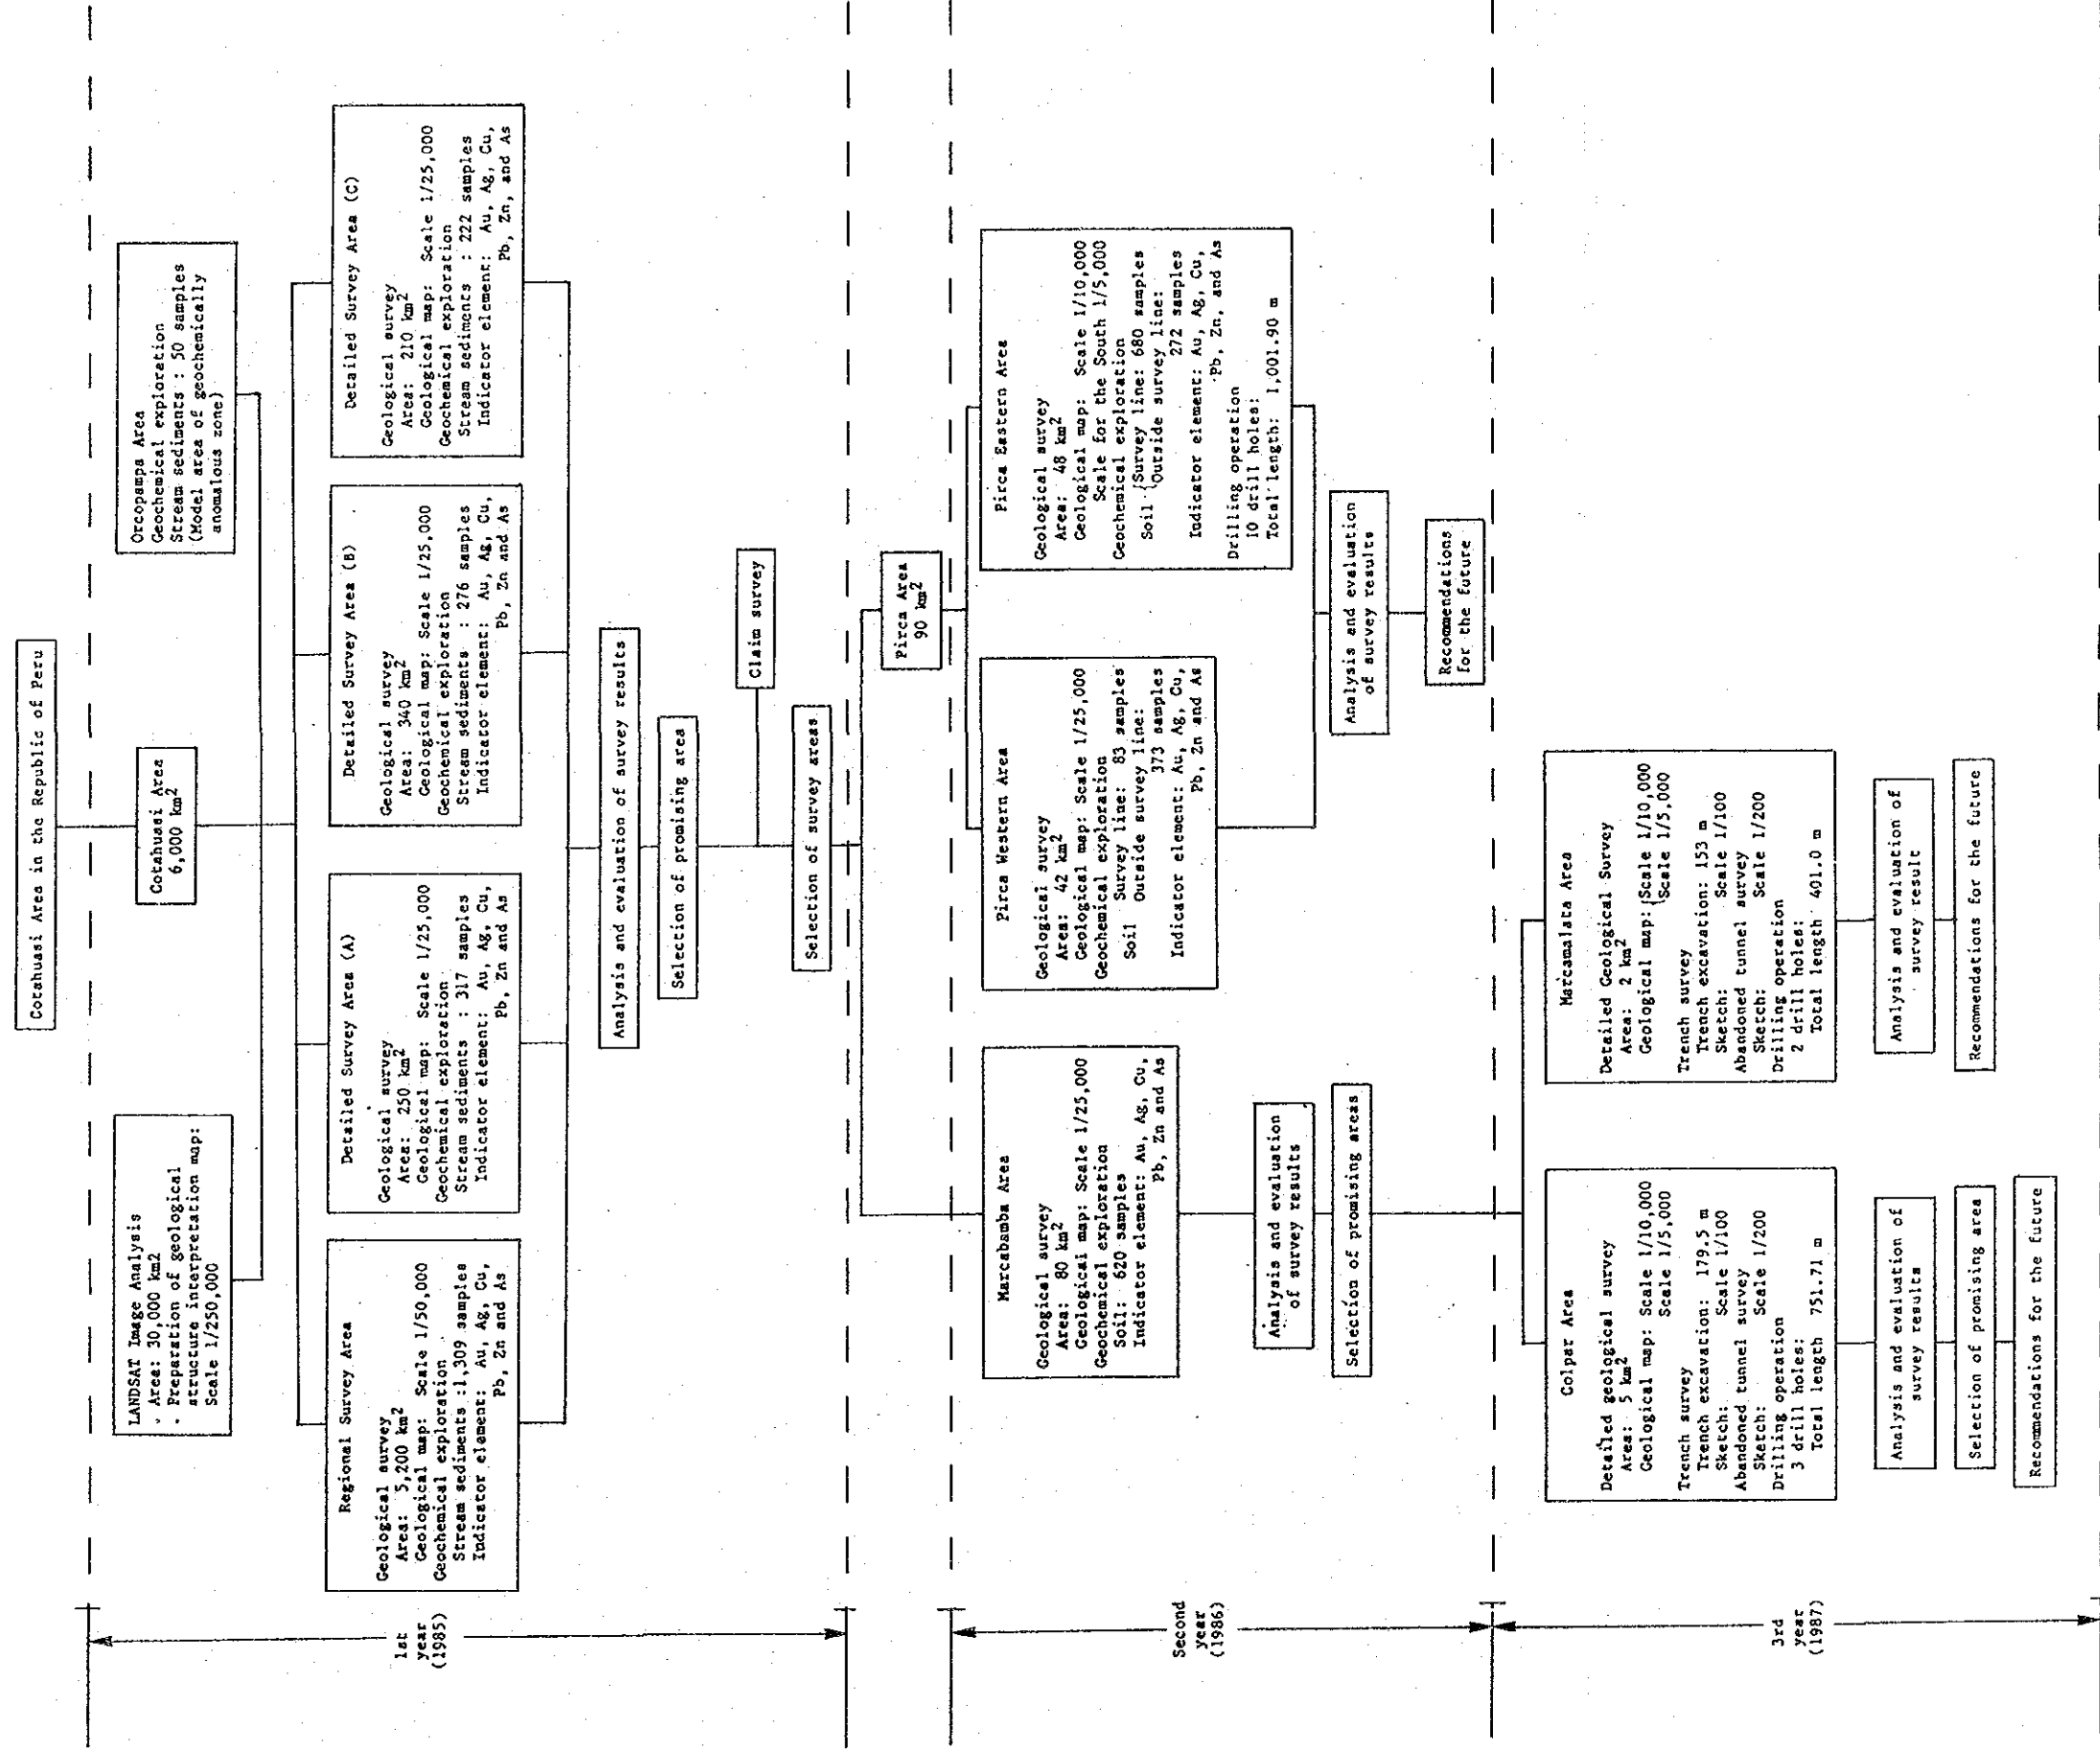 Cotahuasi Area in the Republic of Peru
1st
year
(1985)
LANDSAT Image Analysis
· Area: 30,000 km2
· Preparation of geological
structure interpretation map:
Scale 1/250,000
Cotahuasi Area
6,000 km²
Orcopampa Area
Geochemical exploration
Stream sediments : 50 samples
(Model area of geochemically
anomalous zone)
Regional Survey Area
Geological survey
Area: 5,200 km²
Geological map: Scale 1/50,000
Geochemical exploration
Stream sediments :1,309 samples
Indicator element: Au, Ag, Cu,
Pb, Zn and As
Detailed Survey Area (A)
Geological survey
Area: 250 km²
Geological map: Scale 1/25,000
Geochemical exploration
Stream sediments : 317 samples
Indicator element: Au, Ag, Cu,
Pb, Zn and As
Detailed Survey Area (B)
Geological survey
Area: 340 km²
Geological map: Scale 1/25,000
Geochemical exploration
Stream sediments : 276 samples
Indicator element: Au, Ag, Cu,
Pb, Zn and As
Detailed Survey Area (C)
Geological survey
Area: 210 km²
Geological map: Scale 1/25,000
Geochemical exploration
Stream sediments : 222 samples
Indicator element: Au, Ag, Cu,
Pb, Zn, and As
Analysis and evaluation of survey results
Selection of promising area
Claim survey
Selection of survey areas
Second
year
(1986)
Pirca Area
90 km²
Marcabamba Area
Geological survey
Area: 80 km²
Geological map: Scale 1/25,000
Geochemical exploration
Soil: 620 samples
Indicator element: Au, Ag, Cu,
Pb, Zn and As
Pirca Western Area
Geological survey
Area: 42 km²
Geological map: Scale 1/25,000
Geochemical exploration
Soil Survey line: 83 samples
Outside survey line:
373 samples
Indicator element: Au, Ag, Cu,
Pb, Zn and As
Pirca Eastern Area
Geological survey
Area: 48 km²
Geological map: Scale 1/10,000
Scale for the South 1/5,000
Geochemical exploration
Soil {Survey line: 680 samples
Outside survey line:
272 samples
Indicator element: Au, Ag, Cu,
Pb, Zn, and As
Drilling operation
10 drill holes:
Total length: 1,001.90 m
Analysis and evaluation
of survey results
Selection of promising areas
Analysis and evaluation
of survey results
Recommendations
for the future
3rd
year
(1987)
Colpar Area
Detailed geological survey
Area: 5 km²
Geological map: Scale 1/10,000
Scale 1/5,000
Trench survey
Trench excavation: 179.5 m
Sketch: Scale 1/100
Abandoned tunnel survey
Sketch: Scale 1/200
Drilling operation
3 drill holes:
Total length 751.71 m
Marcamalata Area
Detailed Geological Survey
Area: 2 km²
Geological map: {Scale 1/10,000
Scale 1/5,000
Trench survey
Trench excavation: 153 m
Sketch: Scale 1/100
Abandoned tunnel survey
Sketch: Scale 1/200
Drilling operation
2 drill holes:
Total length 401.0 m
Analysis and evaluation of
survey results
Selection of promising area
Recommendations for the future
Analysis and evaluation of
survey result
Recommendations for the future